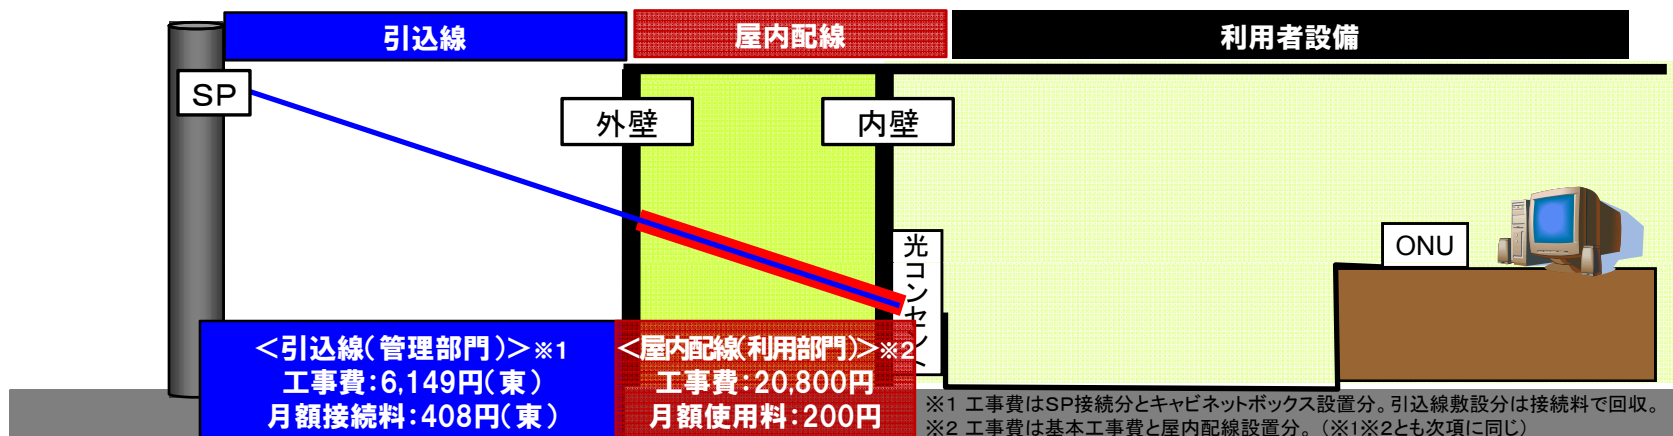 引込線
屋内配線
利用者設備
SP
外壁
内壁
光コンセント
ONU
＜引込線（管理部門）＞※1
工事費：6,149円（東）
月額接続料：408円（東）
＜屋内配線（利用部門）＞※2
工事費：20,800円
月額使用料：200円
※1 工事費はSP接続分とキャビネットボックス設置分。引込線敷設分は接続料で回収。
※2 工事費は基本工事費と屋内配線設置分。（※1※2とも次項に同じ）